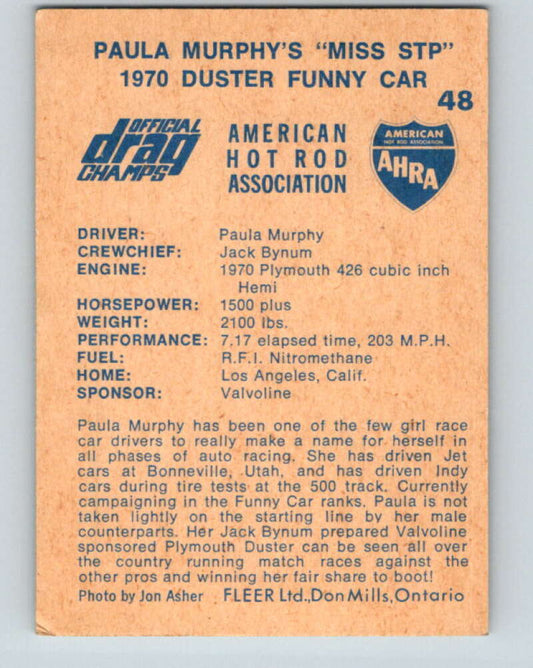 PAULA MURPHY'S "MISS STP"
1970 DUSTER FUNNY CAR
48
OFFICIAL
drag
CHAMPS
AMERICAN
HOT ROD
ASSOCIATION
AMERICAN
HOT ROD ASSOCIATION
AHRA
DRIVER: Paula Murphy
CREWCHIEF: Jack Bynum
ENGINE: 1970 Plymouth 426 cubic inch
Hemi
HORSEPOWER: 1500 plus
WEIGHT: 2100 lbs.
PERFORMANCE: 7.17 elapsed time, 203 M.P.H.
FUEL: R.F.I. Nitromethane
HOME: Los Angeles, Calif.
SPONSOR: Valvoline
Paula Murphy has been one of the few girl race
car drivers to really make a name for herself in
all phases of auto racing. She has driven Jet
cars at Bonneville, Utah, and has driven Indy
cars during tire tests at the 500 track. Currently
campaigning in the Funny Car ranks. Paula is not
taken lightly on the starting line by her male
counterparts. Her Jack Bynum prepared Valvoline
sponsored Plymouth Duster can be seen all over
the country running match races against the
other pros and winning her fair share to boot!
Photo by Jon Asher FLEER Ltd., Don Mills, Ontario